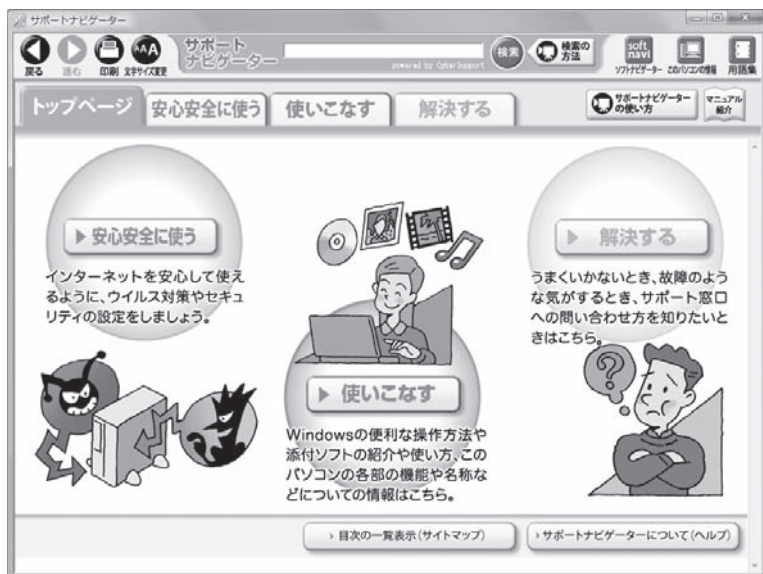 サポートナビゲーター
戻る 進む 印刷 文字サイズ変更
サポート
ナビゲーター
powered by CyberSupport
検索
検索の
方法
soft
navi
ソフトナビゲーター このパソコンの情報 用語集
トップページ 安心安全に使う 使いこなす 解決する
サポートナビゲーター
の使い方
マニュアル
紹介
安心安全に使う
インターネットを安心して使え
るように、ウイルス対策やセキュ
リティの設定をしましょう。
使いこなす
Windowsの便利な操作方法や
添付ソフトの紹介や使い方、この
パソコンの各部の機能や名称な
どについての情報はこちら。
解決する
うまくいかないとき、故障のよう
な気がするとき、サポート窓口
への問い合わせ方を知りたいと
きはこちら。
?
目次の一覧表示(サイトマップ)
サポートナビゲーターについて(ヘルプ)